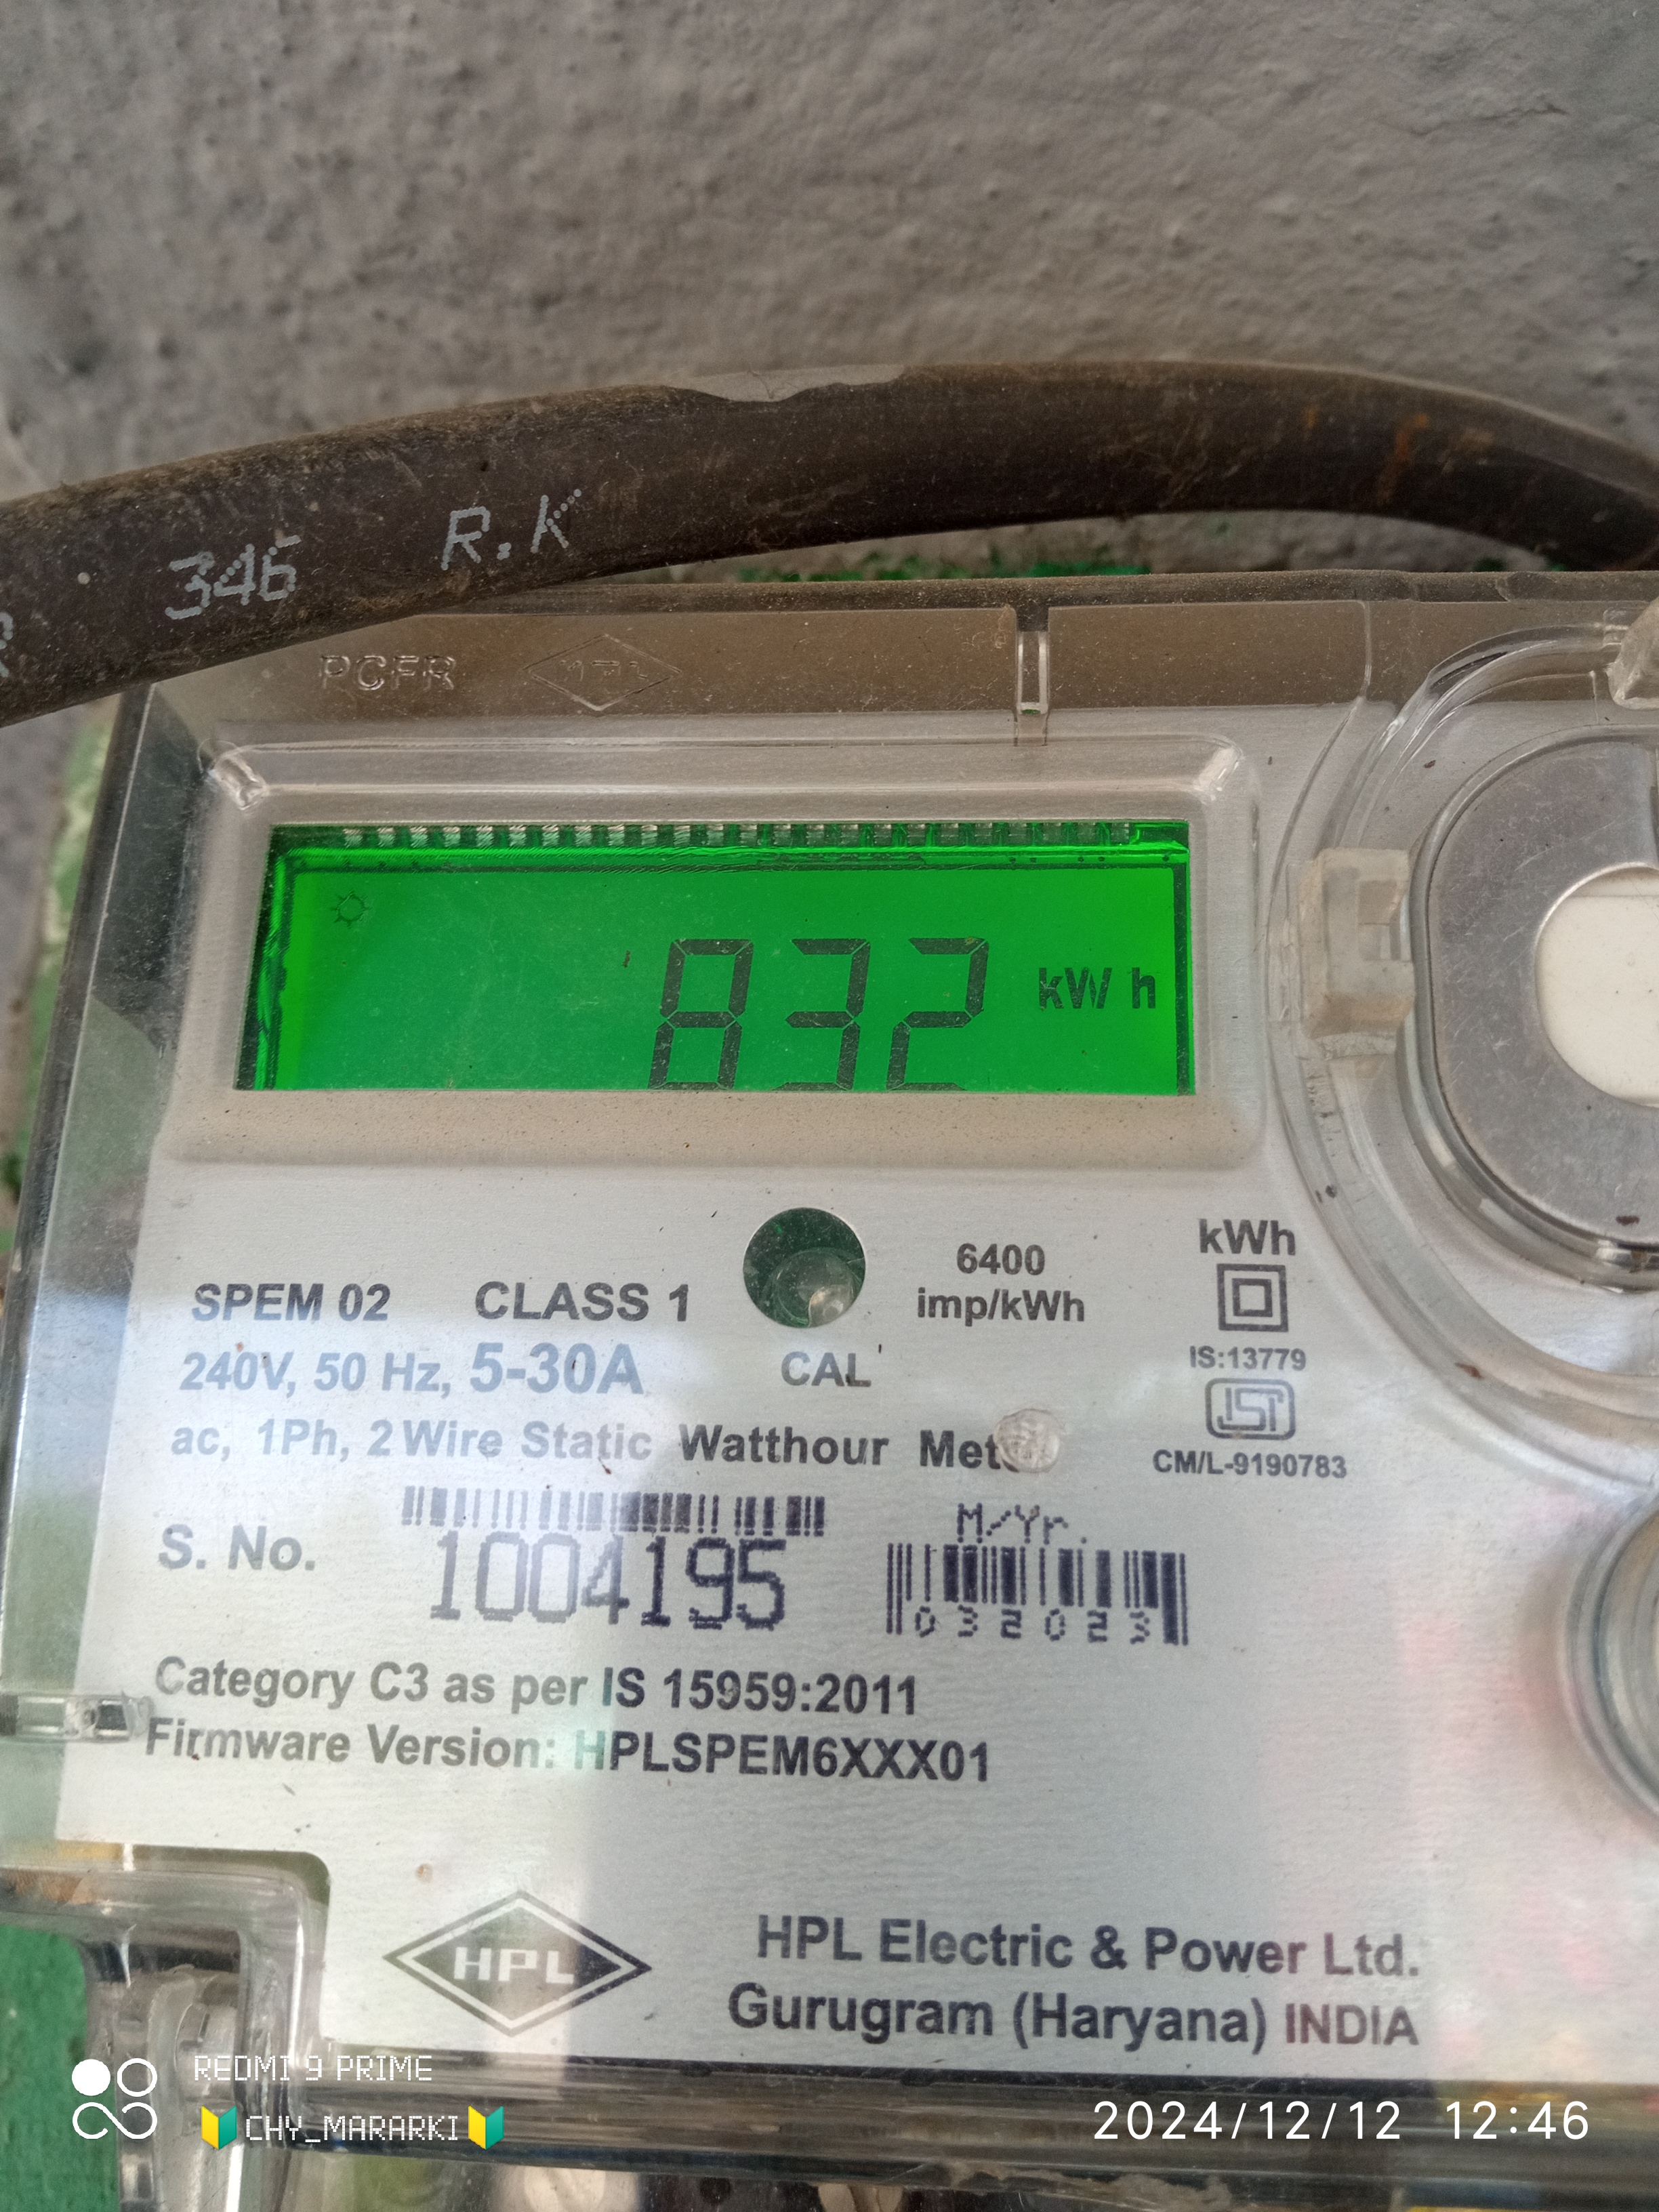 346 R.K
PCFR
832 kWh
6400
imp/kWh
kWh
SPEM 02 CLASS 1
CAL
240V, 50 Hz, 5-30A
IS:13779
ac, 1Ph, 2 Wire Static Watthour
CM/L-9190783
S. No. 1004195
M/Yr.
032023
Category C3 as per IS 15959:2011
Firmware Version: HPLSPEM6XXX01
HPL
HPL Electric & Power Ltd.
Gurugram (Haryana) INDIA
REDMI 9 PRIME
CHY_MARARKI
2024/12/12 12:46